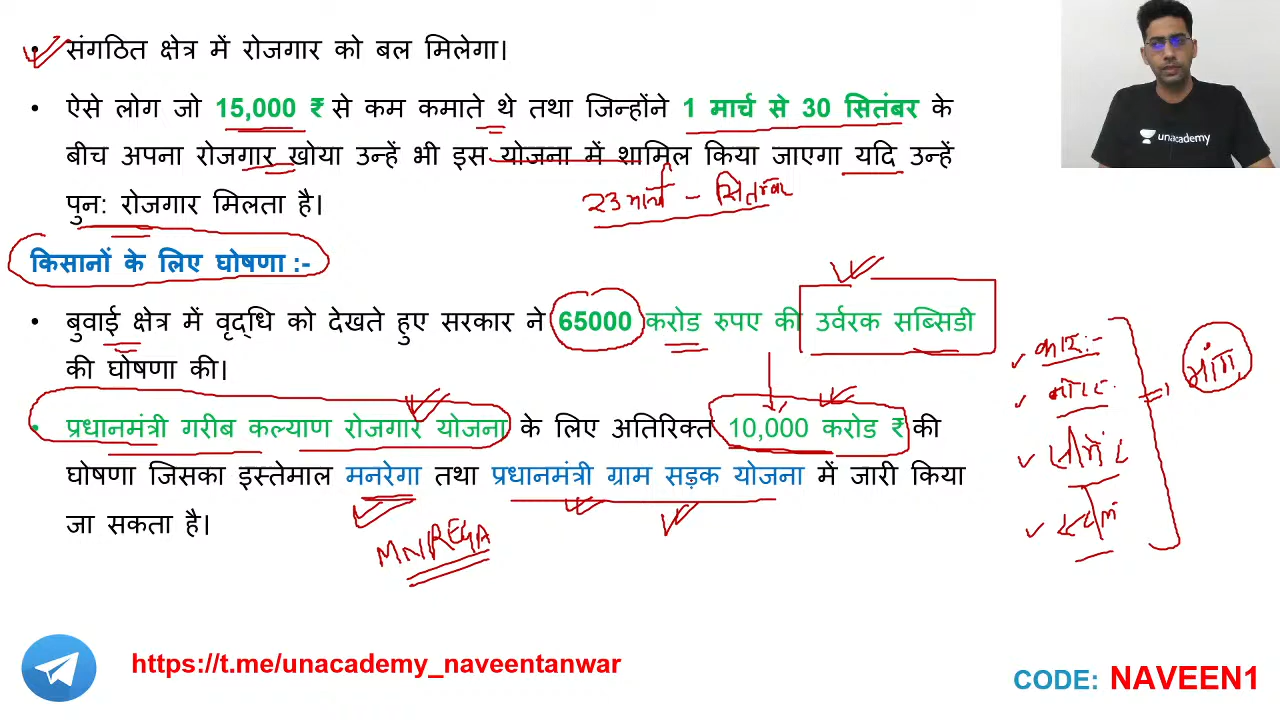 • संगठित क्षेत्र में रोजगार को बल मिलेगा।
• ऐसे लोग जो 15,000 ₹ से कम कमाते थे तथा जिन्होंने 1 मार्च से 30 सितंबर के
बीच अपना रोजगार खोया उन्हें भी इस योजना में शामिल किया जाएगा यदि उन्हें
पुन: रोजगार मिलता है।
23 मार्च – सितंबर
किसानों के लिए घोषणा :-
• बुवाई क्षेत्र में वृद्धि को देखते हुए सरकार ने 65000 करोड रुपए की उर्वरक सब्सिडी
की घोषणा की।
• प्रधानमंत्री गरीब कल्याण रोजगार योजना के लिए अतिरिक्त 10,000 करोड ₹ की
घोषणा जिसका इस्तेमाल मनरेगा तथा प्रधानमंत्री ग्राम सड़क योजना में जारी किया
जा सकता है।
MNREGA
कार:-
मांग
unacademy
https://t.me/unacademy_naveentanwar
CODE: NAVEEN1